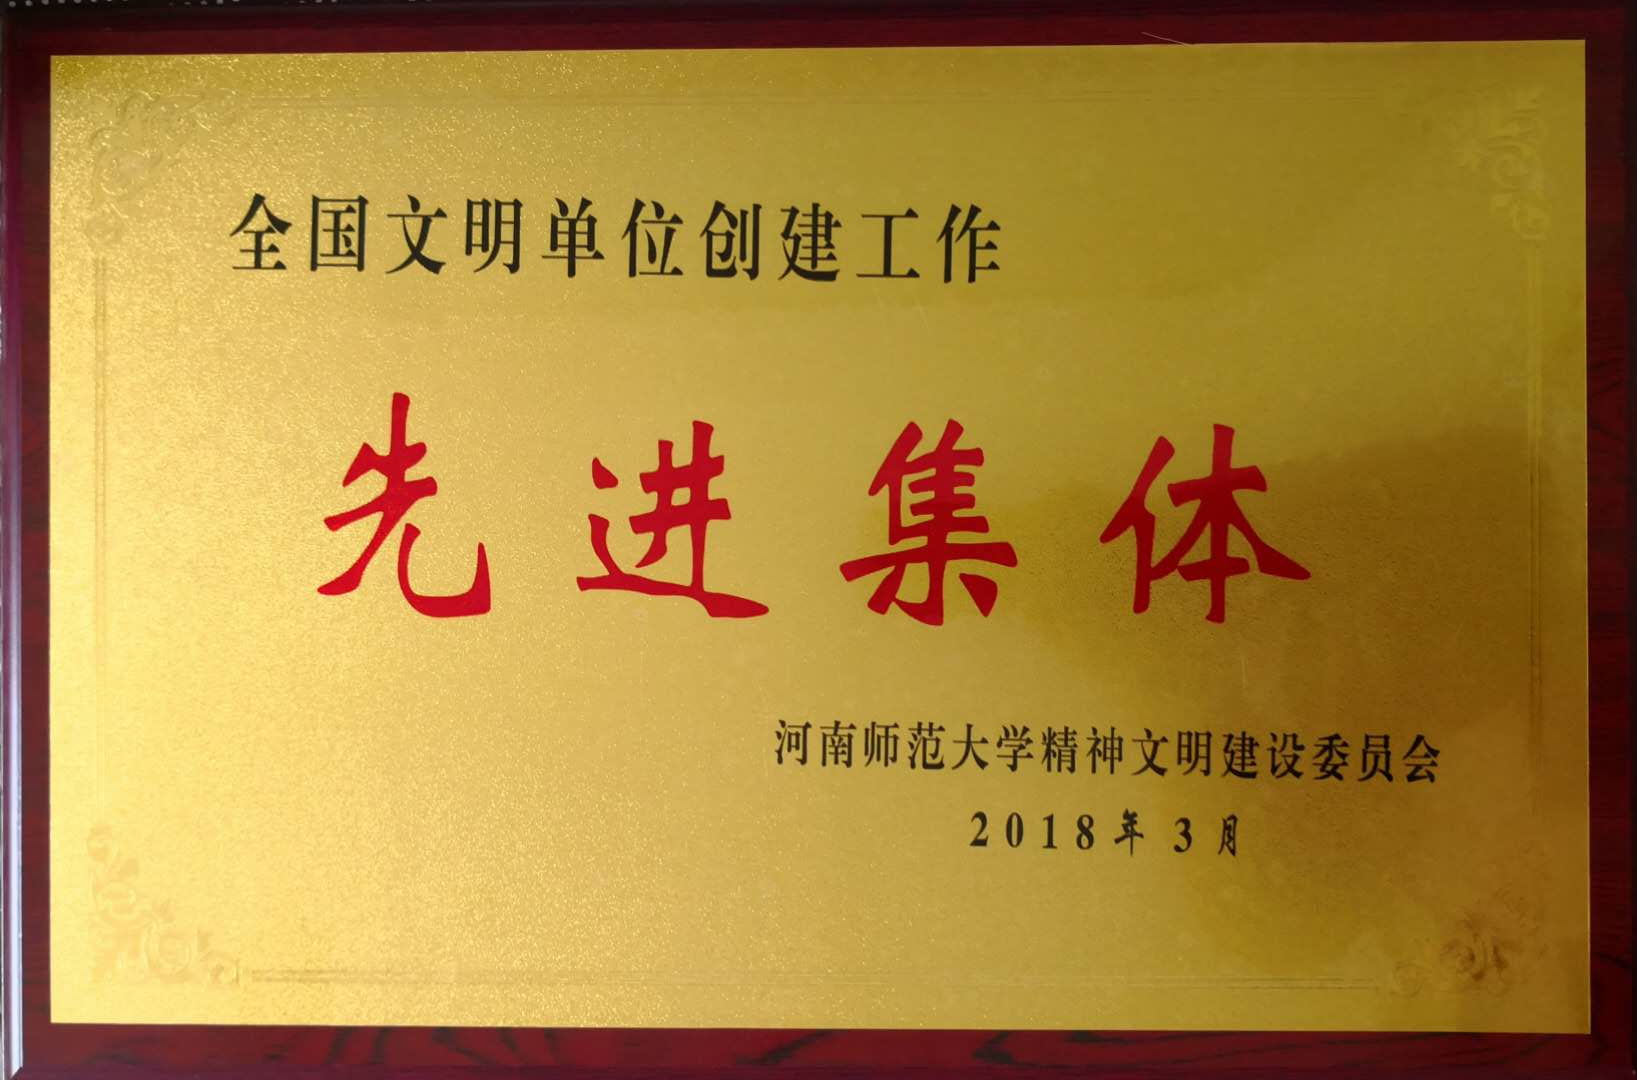 全国文明单位创建工作
先进集体
河南师范大学精神文明建设委员会
2018年3月